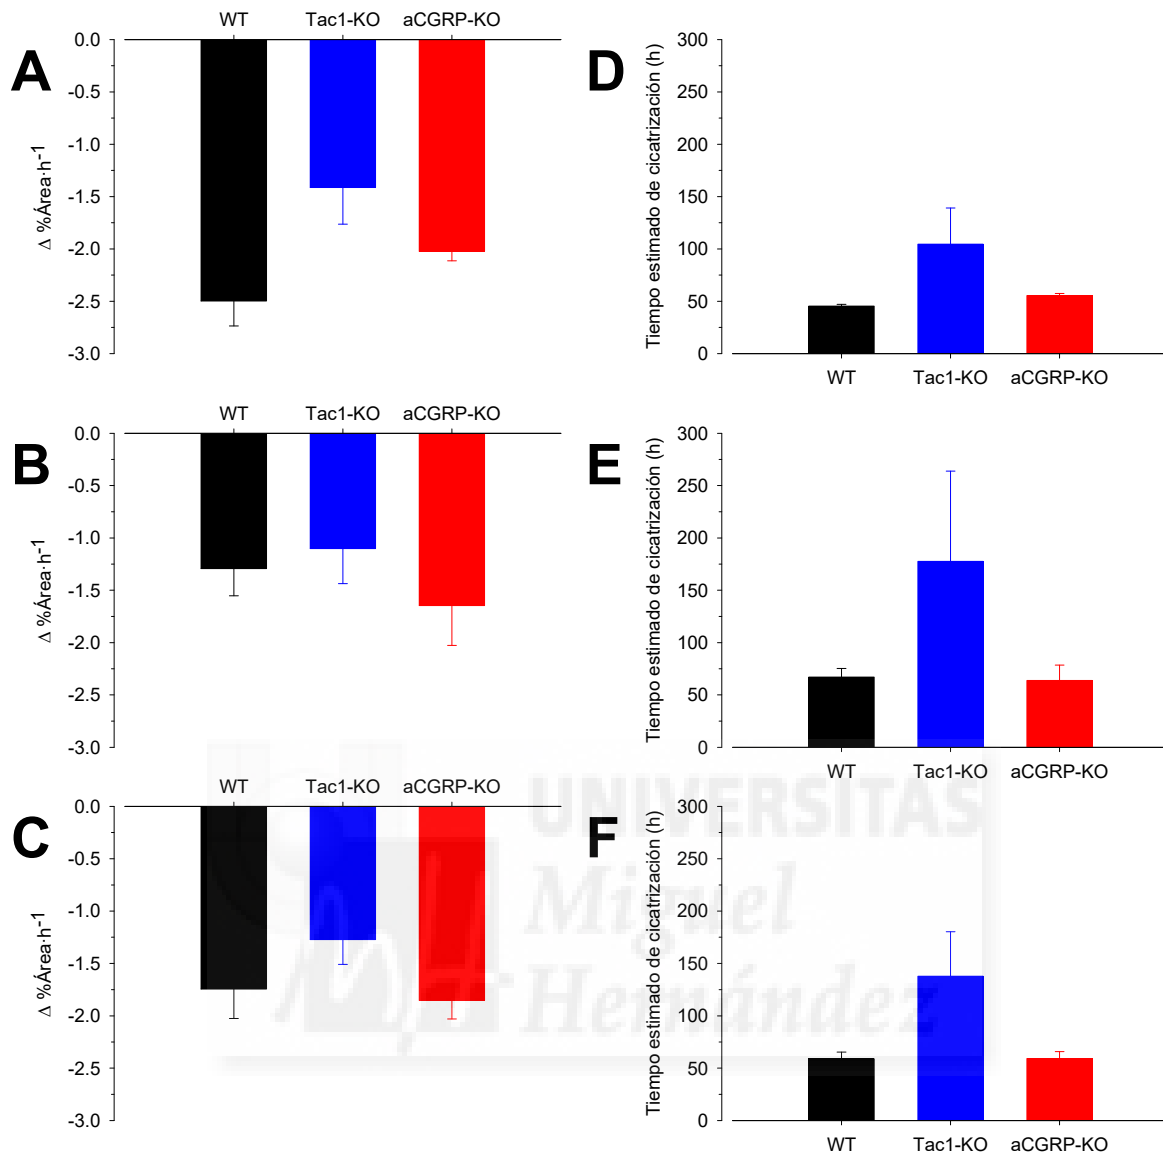 A
WT Tac1-KO aCGRP-KO
0.0
-0.5
-1.0
-1.5
-2.0
-2.5
-3.0
Δ %Área·h-1
D
300
250
200
150
100
50
0
Tiempo estimado de cicatrización (h)
WT Tac1-KO aCGRP-KO
B
WT Tac1-KO aCGRP-KO
0.0
-0.5
-1.0
-1.5
-2.0
-2.5
-3.0
Δ %Área·h-1
E
300
250
200
150
100
50
0
Tiempo estimado de cicatrización (h)
WT Tac1-KO aCGRP-KO
C
WT Tac1-KO aCGRP-KO
0.0
-0.5
-1.0
-1.5
-2.0
-2.5
-3.0
Δ %Área·h-1
F
300
250
200
150
100
50
0
Tiempo estimado de cicatrización (h)
WT Tac1-KO aCGRP-KO
UNIVERSITAS
Miguel
Hernández